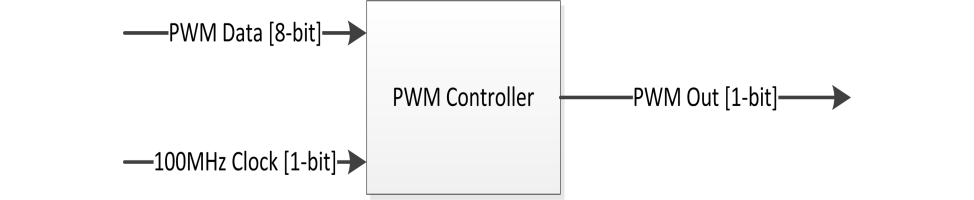 PWM Data [8-bit]
PWM Controller
PWM Out [1-bit]
100MHz Clock [1-bit]